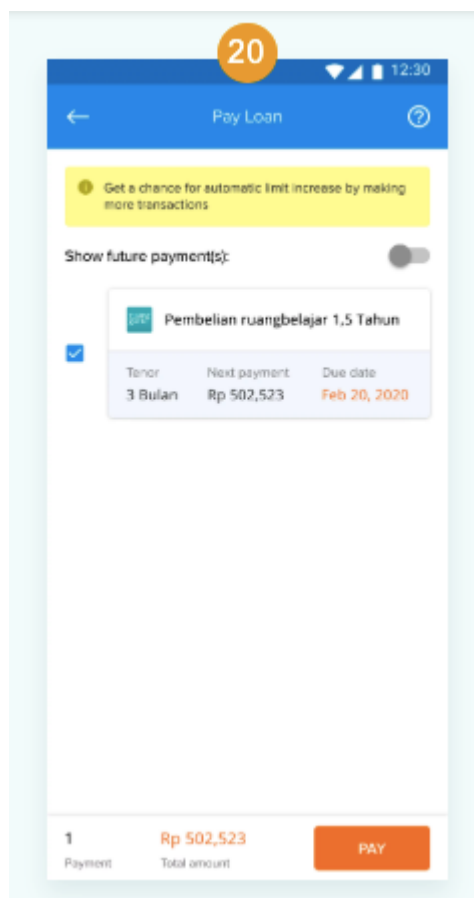 20
12:30
Pay Loan
Get a chance for automatic limit increase by making
more transactions
Show future payment(s):
Pembelian ruangbelajar 1,5 Tahun
Tenor Next payment Due date
3 Bulan Rp 502,523 Feb 20, 2020
1 Rp 502,523
Payment Total amount
PAY